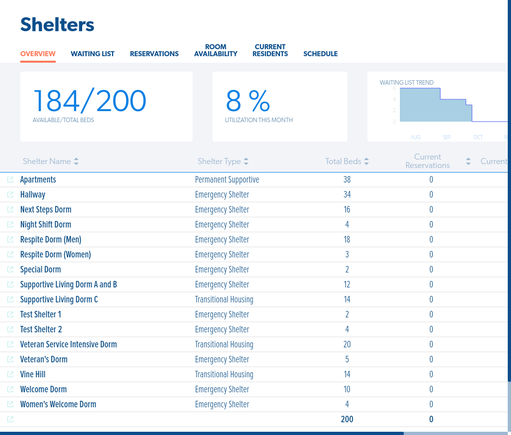 Shelters
OVERVIEW WAITING LIST RESERVATIONS ROOM AVAILABILITY CURRENT RESIDENTS SCHEDULE
184/200
AVAILABLE/TOTAL BEDS
8 %
UTILIZATION THIS MONTH
WAITING LIST TREND
AUG SEP OCT
Shelter Name Shelter Type Total Beds Current Reservations Current
Apartments Permanent Supportive 38 0
Hallway Emergency Shelter 34 0
Next Steps Dorm Emergency Shelter 16 0
Night Shift Dorm Emergency Shelter 4 0
Respite Dorm (Men) Emergency Shelter 18 0
Respite Dorm (Women) Emergency Shelter 3 0
Special Dorm Emergency Shelter 2 0
Supportive Living Dorm A and B Emergency Shelter 12 0
Supportive Living Dorm C Transitional Housing 14 0
Test Shelter 1 Emergency Shelter 2 0
Test Shelter 2 Emergency Shelter 4 0
Veteran Service Intensive Dorm Transitional Housing 20 0
Veteran's Dorm Emergency Shelter 5 0
Vine Hill Transitional Housing 14 0
Welcome Dorm Emergency Shelter 10 0
Women's Welcome Dorm Emergency Shelter 4 0
200 0